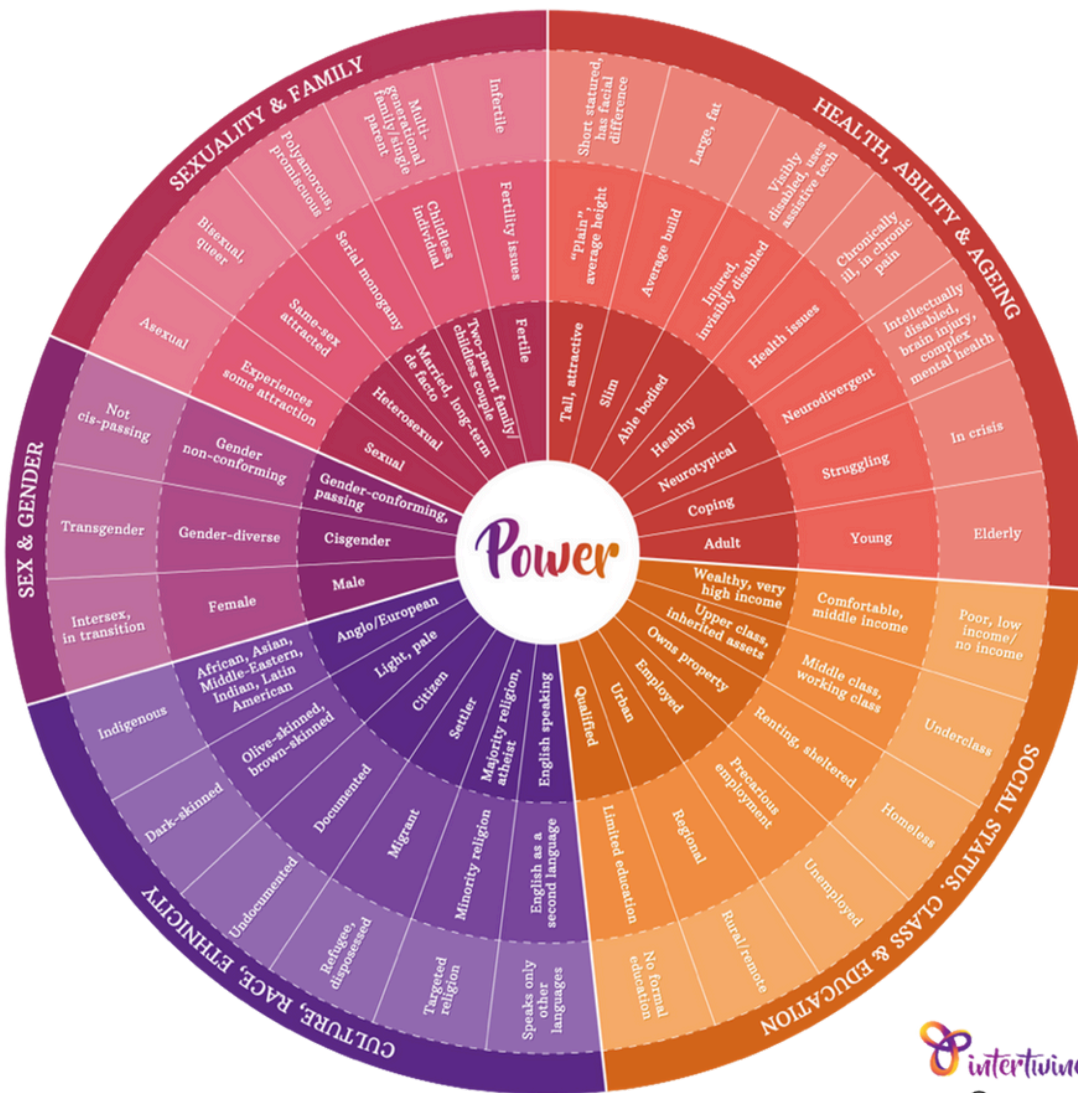 Power
SEXUALITY & FAMILY
Infertile
Multi-
generational
family/single
parent
Polyamorous,
promiscuous
Bisexual,
queer
Asexual
Fertility issues
Childless
individual
Serial monogamy
Same-sex
attracted
Experiences
some attraction
Fertile
Two-parent family/
childless couple
Married, long-term
de facto
Heterosexual
Sexual
HEALTH, ABILITY & AGEING
Short statured,
has facial
difference
Large, fat
Visibly
disabled, uses
assistive tech
Chronically
ill, in chronic
pain
Intellectually
disabled,
brain injury,
complex
mental health
In crisis
Elderly
"Plain",
average height
Average build
Injured,
invisibly disabled
Health issues
Neurodivergent
Struggling
Young
Tall, attractive
Slim
Able bodied
Healthy
Neurotypical
Coping
Adult
SOCIAL STATUS, CLASS & EDUCATION
Poor, low
income/
no income
Underclass
Homeless
Unemployed
Rural/remote
No formal
education
Comfortable,
middle income
Middle class,
working class
Renting, sheltered
Precarious
employment
Regional
Limited education
Wealthy, very
high income
Upper class,
inherited assets
Owns property
Employed
Urban
Qualified
CULTURE, RACE, ETHNICITY
Speaks only
other
languages
Targeted
religion
Refugee,
disposessed
Undocumented
Dark-skinned
Indigenous
English as a
second language
Minority religion
Migrant
Documented
Olive-skinned,
brown-skinned
African, Asian,
Middle-Eastern,
Indian, Latin
American
English speaking
Majority religion,
atheist
Settler
Citizen
Light, pale
Anglo/European
SEX & GENDER
Intersex,
in transition
Transgender
Not
cis-passing
Female
Gender-diverse
Gender
non-conforming
Male
Cisgender
Gender-conforming,
passing
intertwine